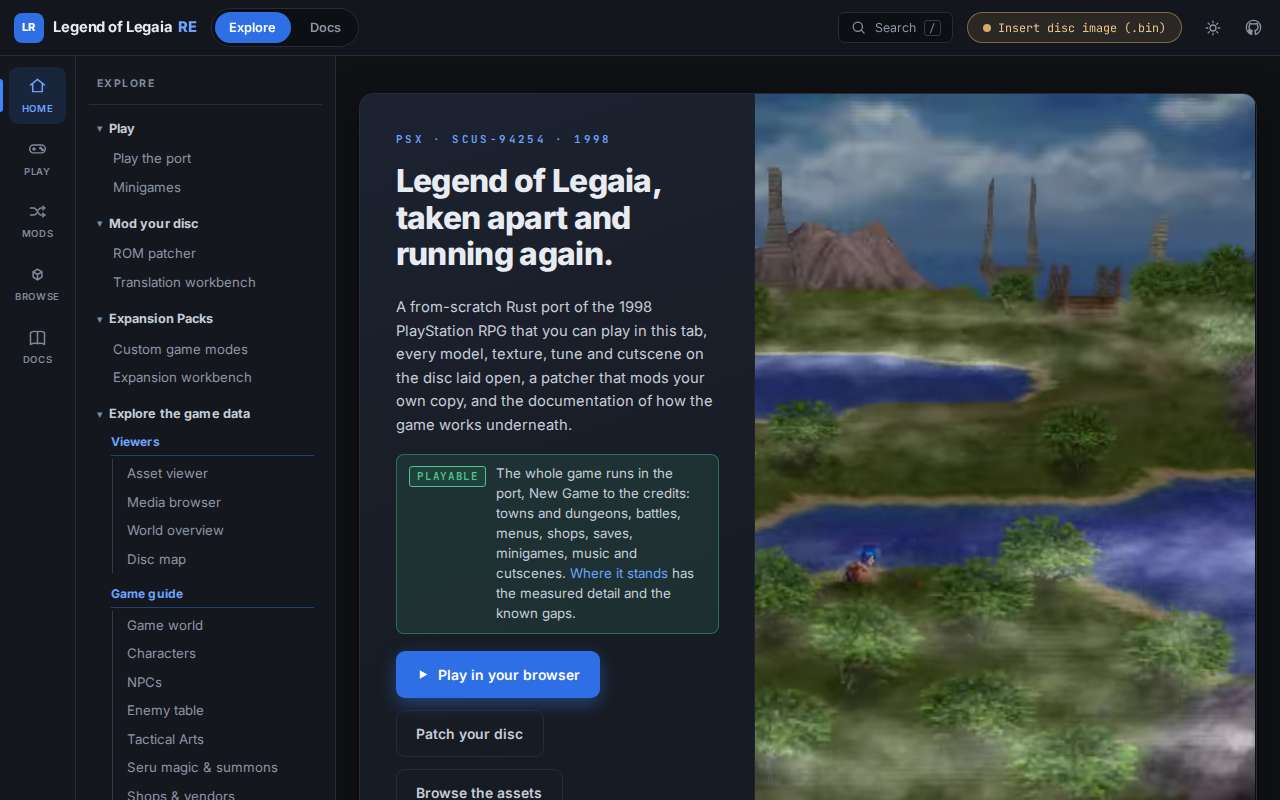 LR Legend of Legaia RE Explore Docs Search / Insert disc image (.bin)
HOME
PLAY
MODS
BROWSE
DOCS
EXPLORE
Play
Play the port
Minigames
Mod your disc
ROM patcher
Translation workbench
Expansion Packs
Custom game modes
Expansion workbench
Explore the game data
Viewers
Asset viewer
Media browser
World overview
Disc map
Game guide
Game world
Characters
NPCs
Enemy table
Tactical Arts
Seru magic & summons
Shops & vendors
PSX · SCUS-94254 · 1998
Legend of Legaia,
taken apart and
running again.
A from-scratch Rust port of the 1998
PlayStation RPG that you can play in this tab,
every model, texture, tune and cutscene on
the disc laid open, a patcher that mods your
own copy, and the documentation of how the
game works underneath.
PLAYABLE
The whole game runs in the
port, New Game to the credits:
towns and dungeons, battles,
menus, shops, saves,
minigames, music and
cutscenes. Where it stands has
the measured detail and the
known gaps.
Play in your browser
Patch your disc
Browse the assets